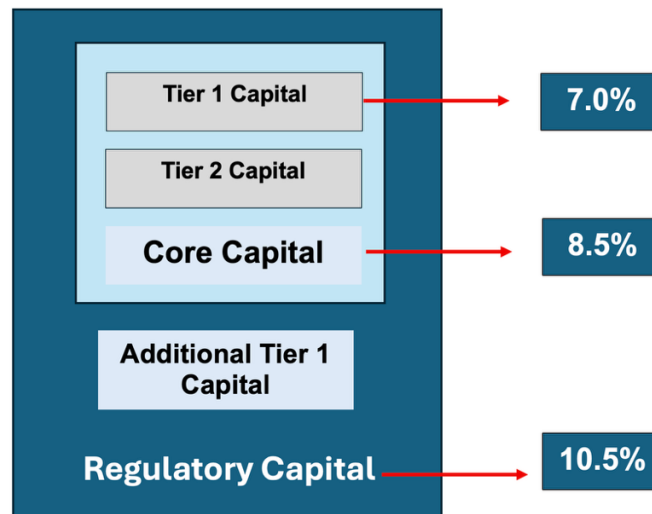 Tier 1 Capital
7.0%
Tier 2 Capital
Core Capital
8.5%
Additional Tier 1
Capital
Regulatory Capital
10.5%